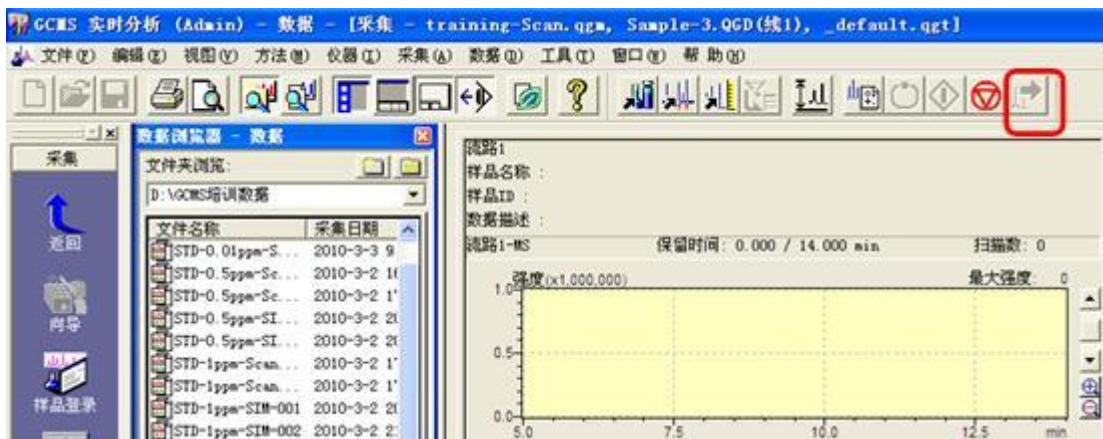 GCMS 实时分析 (Admin) - 数据 - [采集 - training-Scan.qgm, Sample-3.QGD(线1), _default.qgt]
文件(F) 编辑(E) 视图(V) 方法(M) 仪器(I) 采集(A) 数据(D) 工具(T) 窗口(W) 帮 助(H)
采集
返回
向导
样品登录
数据浏览器 - 数据
文件夹浏览:
D:\GCMS培训数据
文件名称 采集日期
STD-0.01ppm-S... 2010-3-3 9
STD-0.5ppm-Sc... 2010-3-2 16
STD-0.5ppm-Sc... 2010-3-2 1
STD-0.5ppm-SI... 2010-3-2 20
STD-0.5ppm-SI... 2010-3-2 20
STD-1ppm-Scan... 2010-3-2 1
STD-1ppm-Scan... 2010-3-2 1
STD-1ppm-SIM-001 2010-3-2 20
STD-1ppm-SIM-002 2010-3-2 2
流路1
样品名称 :
样品ID :
数据描述 :
流路1-MS 保留时间: 0.000 / 14.000 min 扫描数: 0
强度(x1,000,000) 最大强度: 0
1.0
0.5
0.0
5.0 7.5 10.0 12.5 min